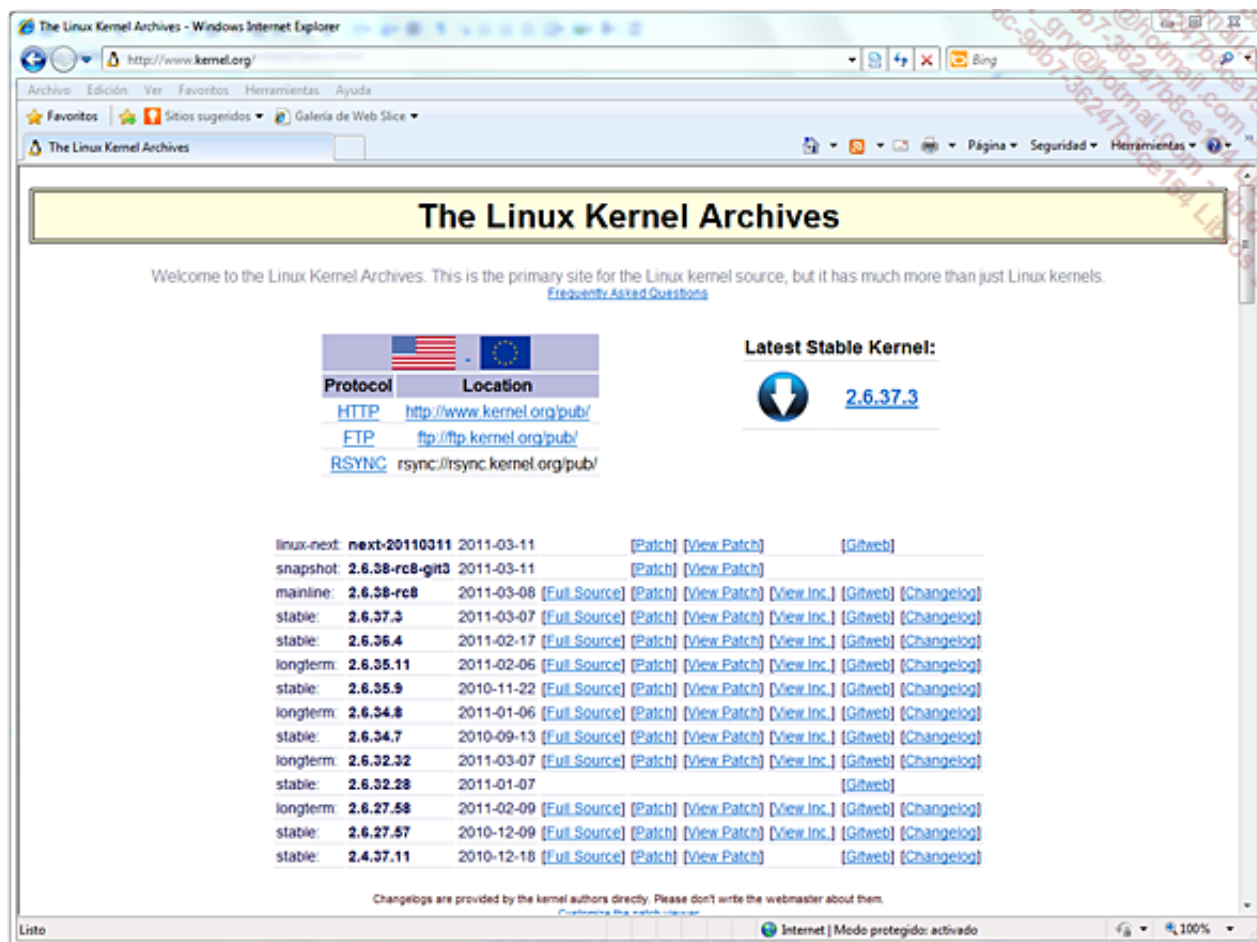 The Linux Kernel Archives - Windows Internet Explorer
http://www.kernel.org/
Bing
Archivo Edición Ver Favoritos Herramientas Ayuda
Favoritos Sitios sugeridos Galería de Web Slice
The Linux Kernel Archives
Página Seguridad Herramientas
The Linux Kernel Archives
Welcome to the Linux Kernel Archives. This is the primary site for the Linux kernel source, but it has much more than just Linux kernels.
Frequently Asked Questions
-
Protocol Location
HTTP http://www.kernel.org/pub/
FTP ftp://ftp.kernel.org/pub/
RSYNC rsync://rsync.kernel.org/pub/
Latest Stable Kernel:
2.6.37.3
linux-next: next-20110311 2011-03-11 [Patch] [View Patch] [Gitweb]
snapshot: 2.6.38-rc8-git3 2011-03-11 [Patch] [View Patch]
mainline: 2.6.38-rc8 2011-03-08 [Full Source] [Patch] [View Patch] [View Inc.] [Gitweb] [Changelog]
stable: 2.6.37.3 2011-03-07 [Full Source] [Patch] [View Patch] [View Inc.] [Gitweb] [Changelog]
stable: 2.6.36.4 2011-02-17 [Full Source] [Patch] [View Patch] [View Inc.] [Gitweb] [Changelog]
longterm: 2.6.35.11 2011-02-06 [Full Source] [Patch] [View Patch] [View Inc.] [Gitweb] [Changelog]
stable: 2.6.35.9 2010-11-22 [Full Source] [Patch] [View Patch] [View Inc.] [Gitweb] [Changelog]
longterm: 2.6.34.8 2011-01-06 [Full Source] [Patch] [View Patch] [View Inc.] [Gitweb] [Changelog]
stable: 2.6.34.7 2010-09-13 [Full Source] [Patch] [View Patch] [View Inc.] [Gitweb] [Changelog]
longterm: 2.6.32.32 2011-03-07 [Full Source] [Patch] [View Patch] [View Inc.] [Gitweb] [Changelog]
stable: 2.6.32.28 2011-01-07 [Gitweb]
longterm: 2.6.27.58 2011-02-09 [Full Source] [Patch] [View Patch] [View Inc.] [Gitweb] [Changelog]
stable: 2.6.27.57 2010-12-09 [Full Source] [Patch] [View Patch] [View Inc.] [Gitweb] [Changelog]
stable: 2.4.37.11 2010-12-18 [Full Source] [Patch] [View Patch] [Gitweb] [Changelog]
Changelogs are provided by the kernel authors directly. Please don't write the webmaster about them.
Customize the patch viewer
Listo Internet | Modo protegido: activado 100%